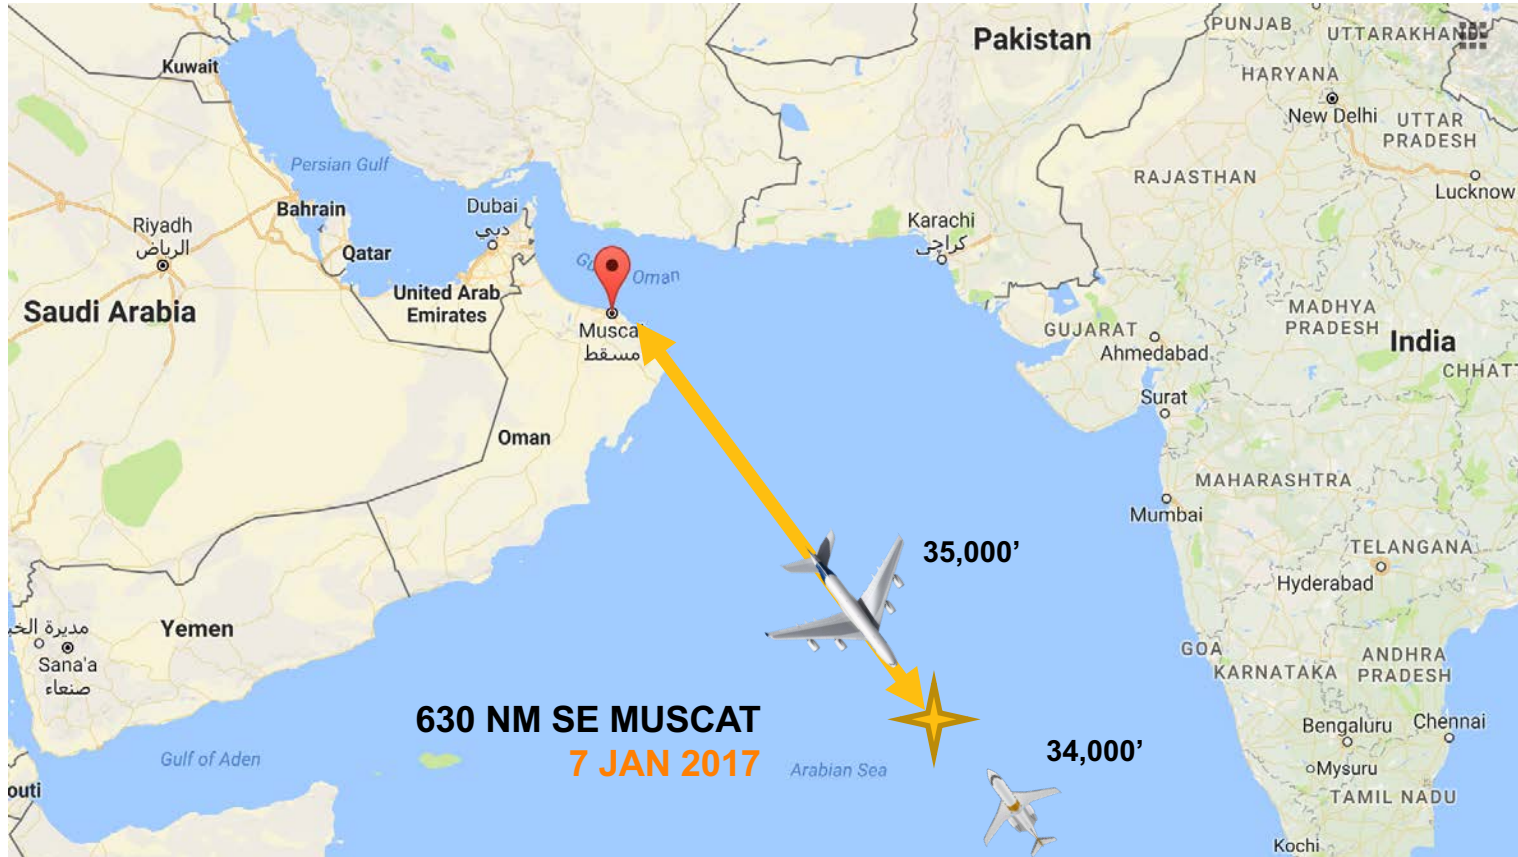 Pakistan
PUNJAB
UTTARAKHAND
Kuwait
HARYANA
New Delhi
UTTAR
PRADESH
Persian Gulf
RAJASTHAN
Lucknow
Bahrain
Dubai
دبي
Karachi
كراچى
Riyadh
الرياض
Qatar
Oman
United Arab
Emirates
Saudi Arabia
Muscat
مسقط
GUJARAT
Ahmedabad
MADHYA
PRADESH
India
CHHATT
Surat
Oman
MAHARASHTRA
Mumbai
35,000’
TELANGANA
Hyderabad
Yemen
Sana'a
صنعاء
GOA
KARNATAKA
ANDHRA
PRADESH
630 NM SE MUSCAT
7 JAN 2017
Bengaluru
Chennai
34,000’
Gulf of Aden
Arabian Sea
Mysuru
TAMIL NADU
outi
Kochi